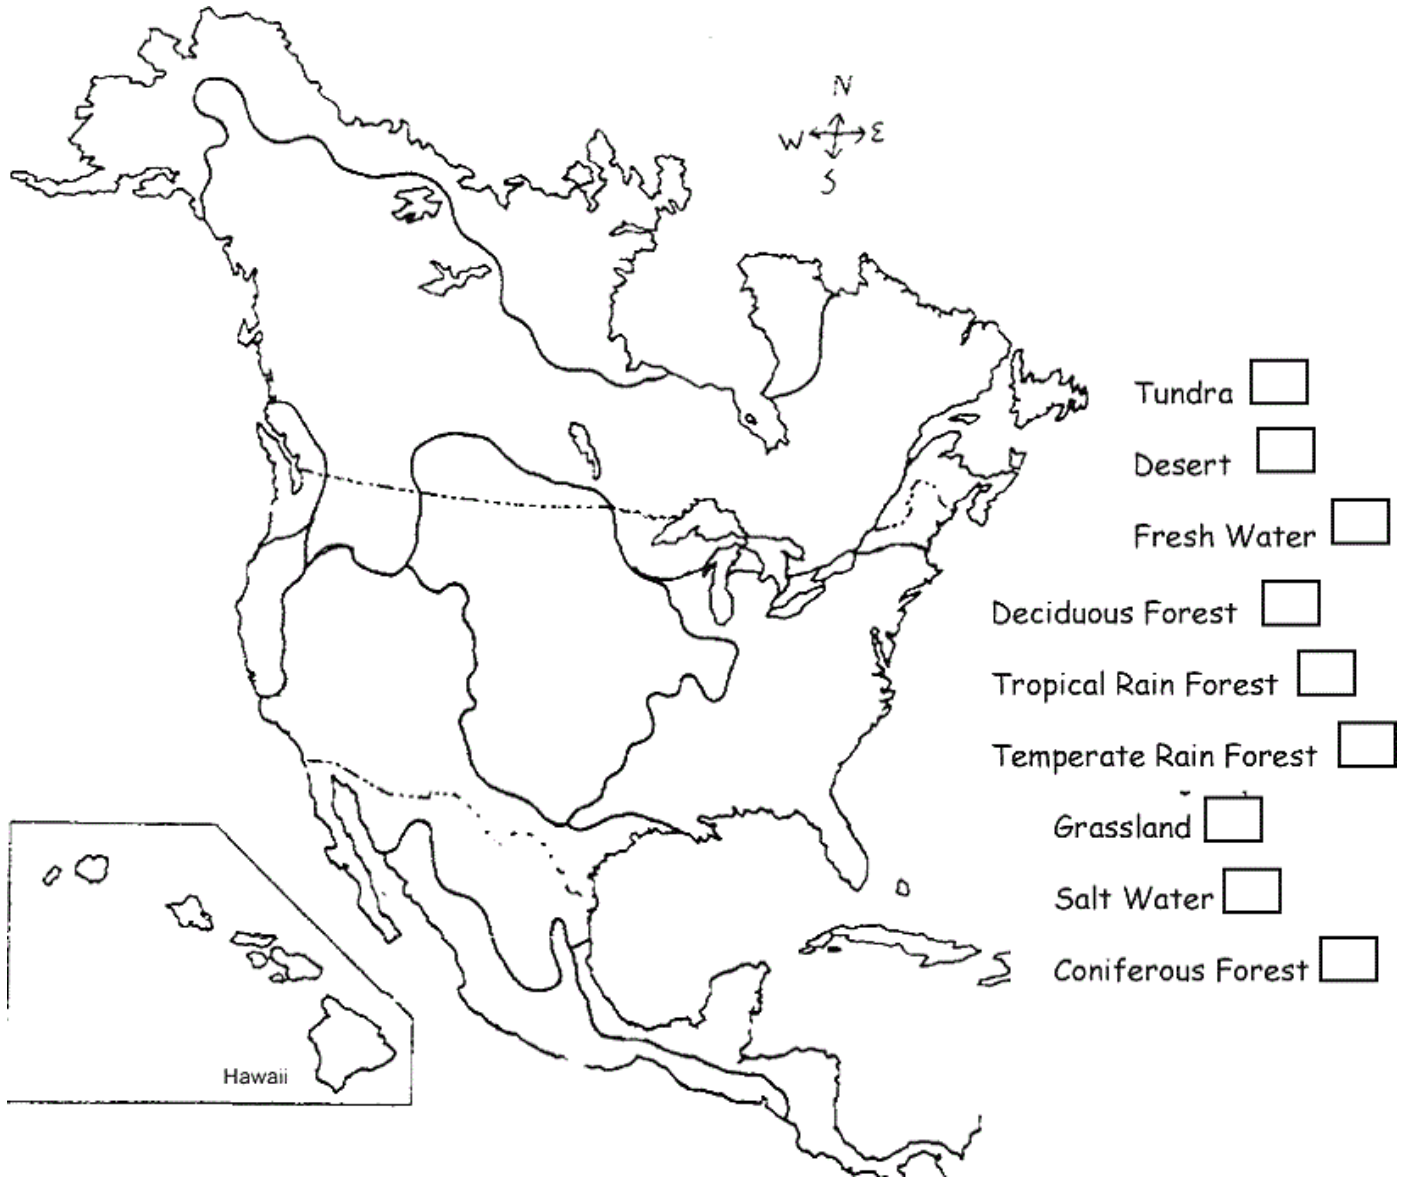 N
W E
S
Tundra
Desert
Fresh Water
Deciduous Forest
Tropical Rain Forest
Temperate Rain Forest
Grassland
Salt Water
Coniferous Forest
Hawaii